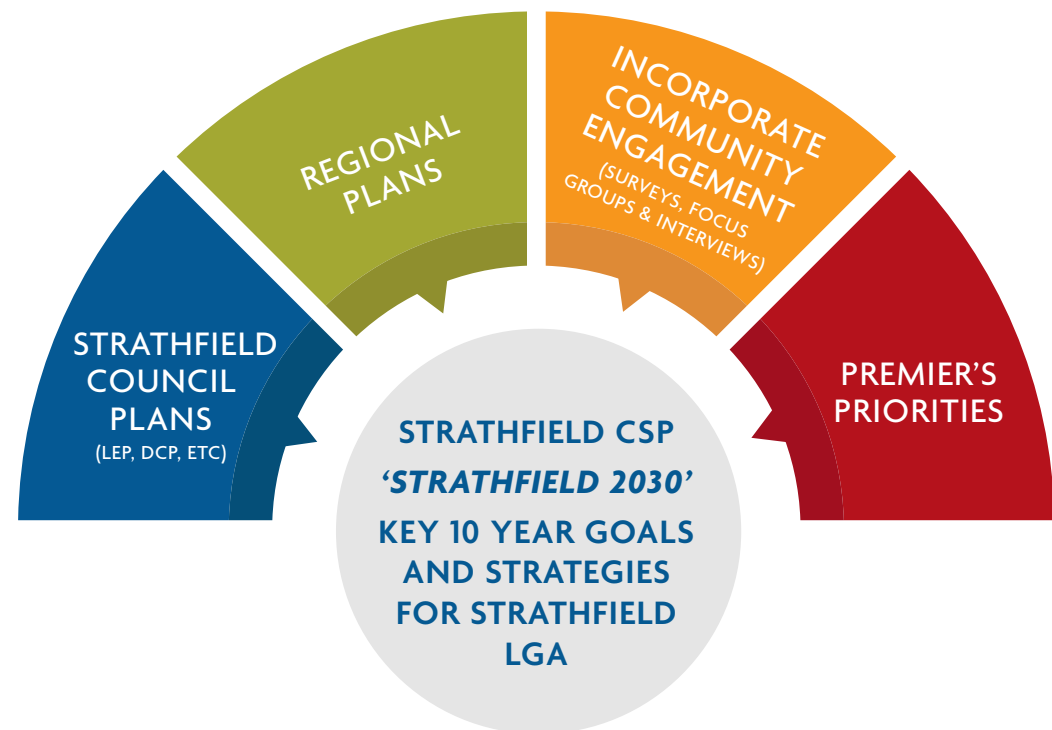 STRATHFIELD
COUNCIL
PLANS
(LEP, DCP, ETC)
REGIONAL
PLANS
INCORPORATE
COMMUNITY
ENGAGEMENT
(SURVEYS, FOCUS
GROUPS & INTERVIEWS)
PREMIER’S
PRIORITIES
STRATHFIELD CSP
‘STRATHFIELD 2030’
KEY 10 YEAR GOALS
AND STRATEGIES
FOR STRATHFIELD
LGA